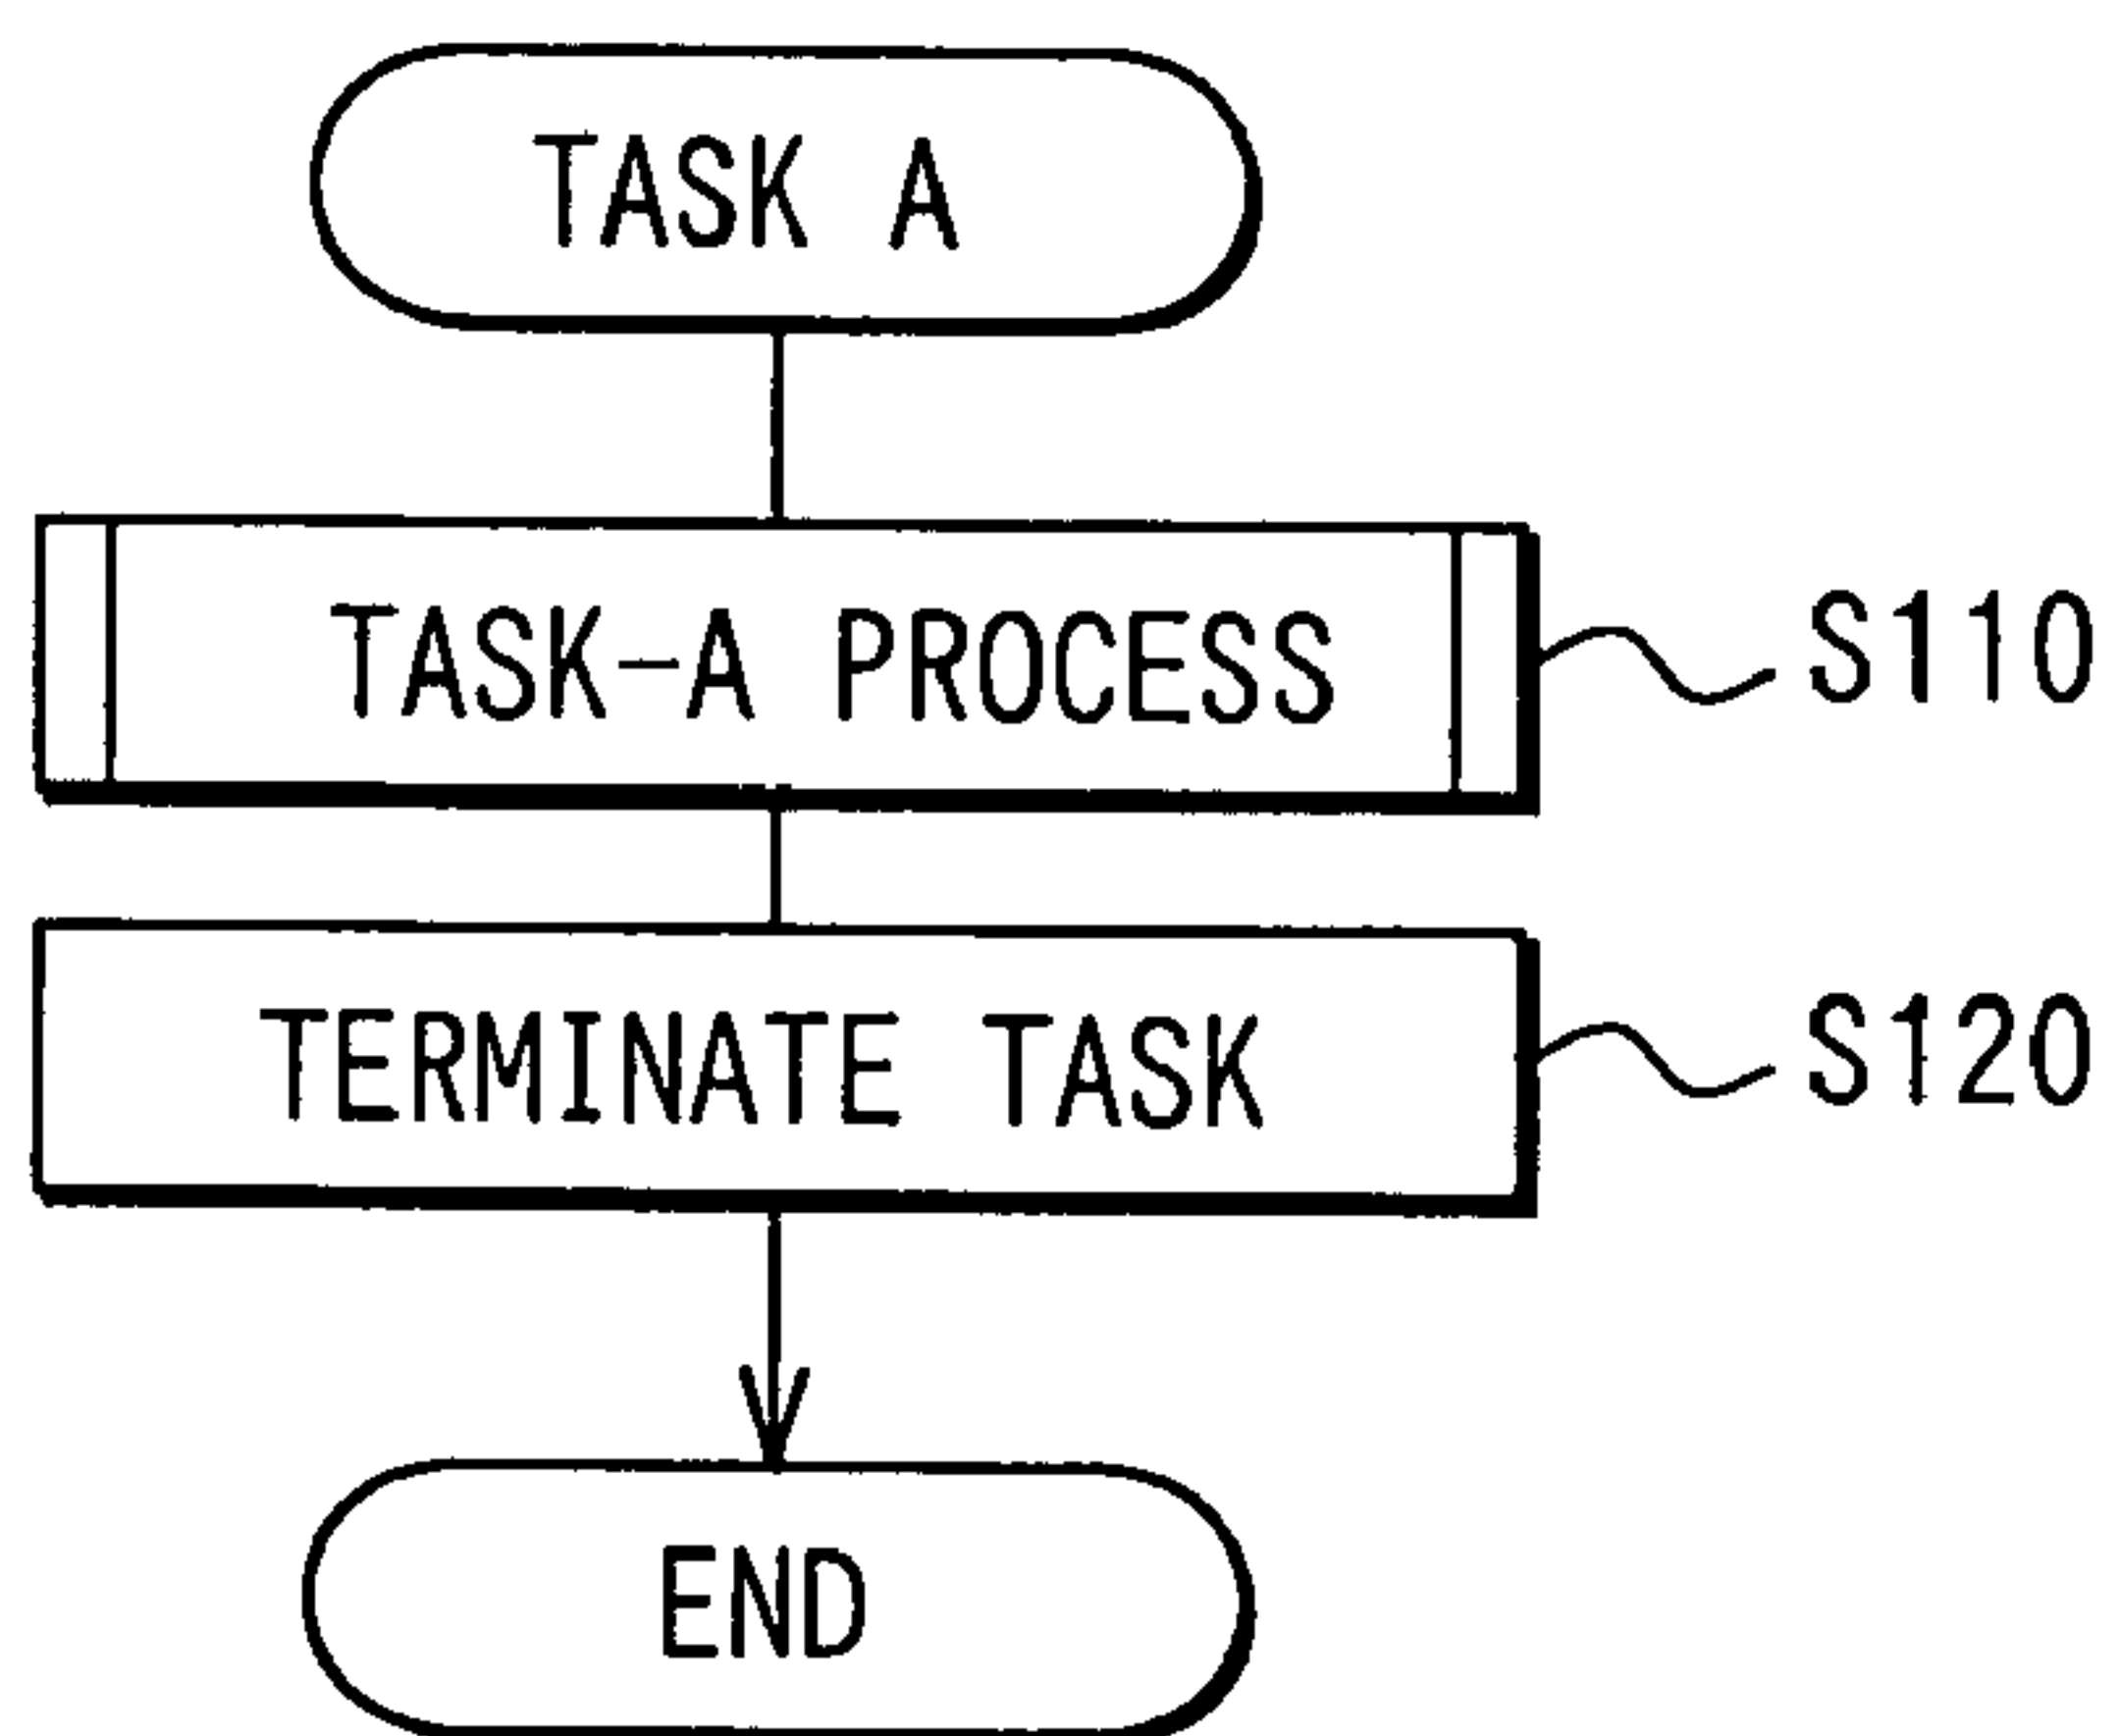 TASK A
TASK-A PROCESS
S110
TERMINATE TASK
S120
END